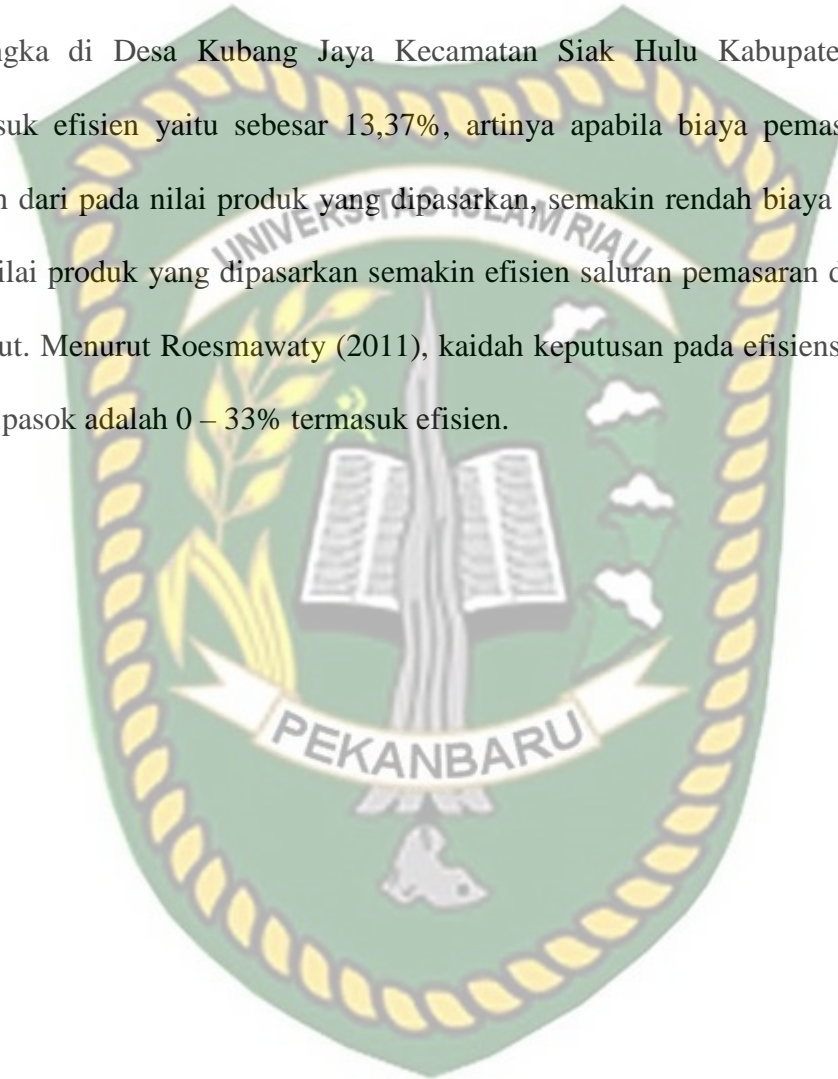 ngka di Desa Kubang Jaya Kecamatan Siak Hulu Kabupate
suk efisien yaitu sebesar 13,37%, artinya apabila biaya pemas
n dari pada nilai produk yang dipasarkan, semakin rendah biaya
UNIVERSITAS ISLAM RIAU
ilai produk yang dipasarkan semakin efisien saluran pemasaran d
ut. Menurut Roesmawaty (2011), kaidah keputusan pada efisiens
pasok adalah 0 – 33% termasuk efisien.
PEKANBARU